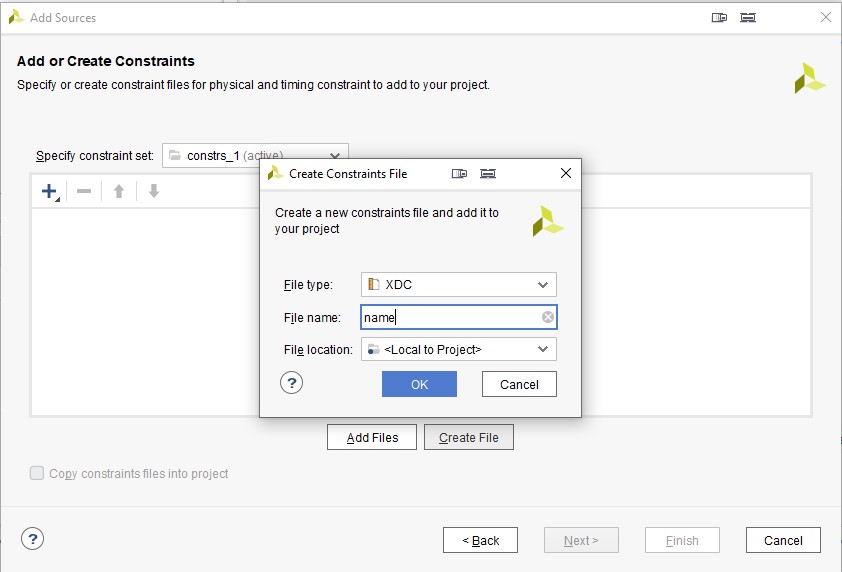 Add Sources
Add or Create Constraints
Specify or create constraint files for physical and timing constraint to add to your project.
Specify constraint set: constrs_1 (active)
Create Constraints File
Create a new constraints file and add it to
your project
File type: XDC
File name: name
File location: <Local to Project>
? OK Cancel
Add Files Create File
Copy constraints files into project
? < Back Next > Finish Cancel